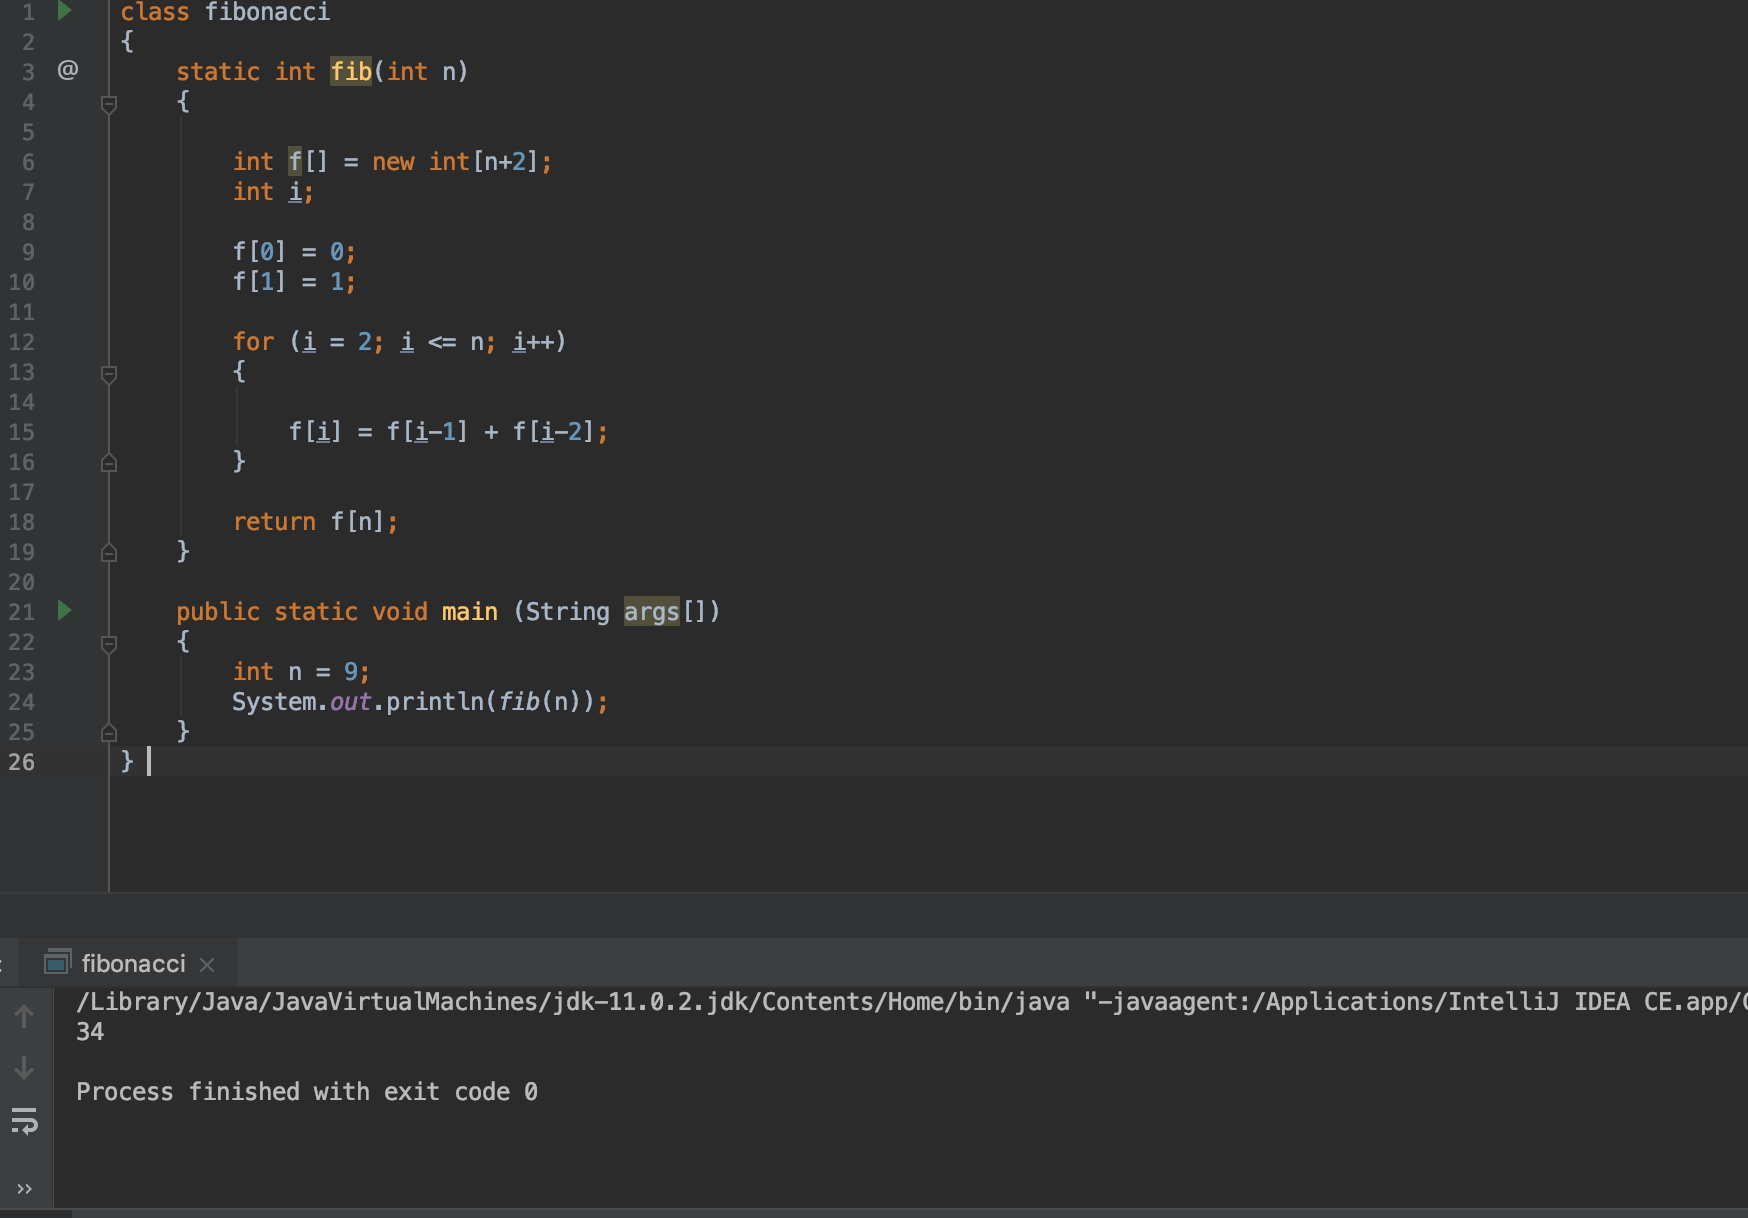 1 class fibonacci
2 {
3 @ static int fib(int n)
4 {
5
6 int f[] = new int[n+2];
7 int i;
8
9 f[0] = 0;
10 f[1] = 1;
11
12 for (i = 2; i <= n; i++)
13 {
14
15 f[i] = f[i-1] + f[i-2];
16 }
17
18 return f[n];
19 }
20
21 public static void main (String args[])
22 {
23 int n = 9;
24 System.out.println(fib(n));
25 }
26 }
: fibonacci ×
/Library/Java/JavaVirtualMachines/jdk-11.0.2.jdk/Contents/Home/bin/java "-javaagent:/Applications/IntelliJ IDEA CE.app/
34
Process finished with exit code 0
»